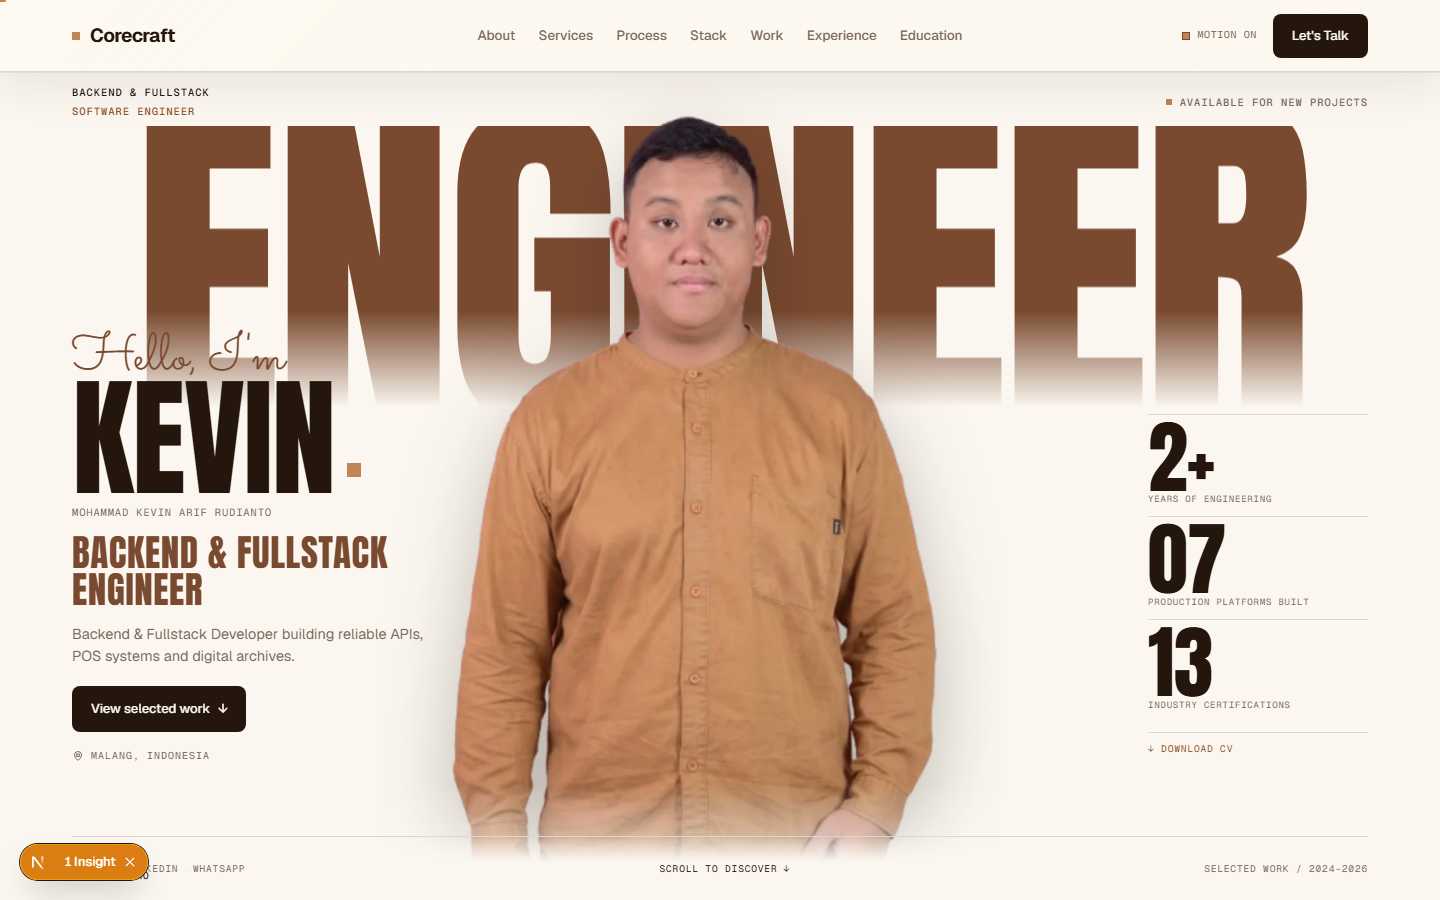 Corecraft
About Services Process Stack Work Experience Education
MOTION ON
Let's Talk
BACKEND & FULLSTACK
SOFTWARE ENGINEER
AVAILABLE FOR NEW PROJECTS
ENGINEER
Hello, I'm
KEVIN
MOHAMMAD KEVIN ARIF RUDIANTO
BACKEND & FULLSTACK
ENGINEER
Backend & Fullstack Developer building reliable APIs,
POS systems and digital archives.
View selected work ↓
MALANG, INDONESIA
2+
YEARS OF ENGINEERING
07
PRODUCTION PLATFORMS BUILT
13
INDUSTRY CERTIFICATIONS
↓ DOWNLOAD CV
N 1 Insight ×
WHATSAPP
SCROLL TO DISCOVER ↓
SELECTED WORK / 2024–2026